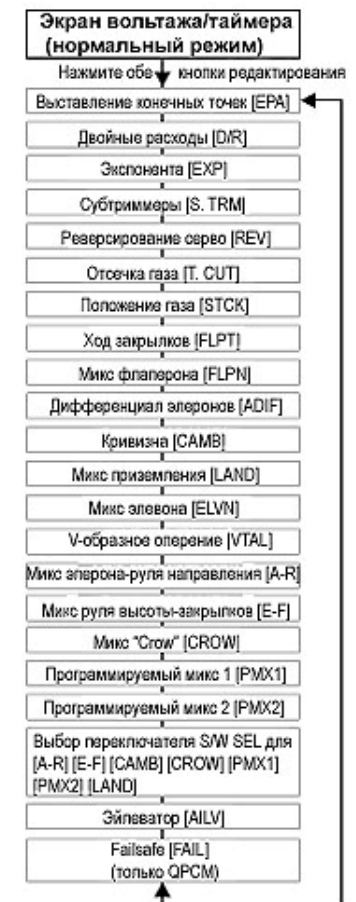 Экран вольтажа/таймера
(нормальный режим)
Нажмите обе кнопки редактирования
Выставление конечных точек [EPA]
Двойные расходы [D/R]
Экспонента [EXP]
Субтриммеры [S. TRM]
Реверсирование серво [REV]
Отсечка газа [T. CUT]
Положение газа [STCK]
Ход закрылков [FLPT]
Микс флаперона [FLPN]
Дифференциал элеронов [ADIF]
Кривизна [CAMB]
Микс приземления [LAND]
Микс элевона [ELVN]
V-образное оперение [VTAL]
Микс элерона-руля направления [A-R]
Микс руля высоты-закрылков [E-F]
Микс "Crow" [CROW]
Программируемый микс 1 [PMX1]
Программируемый микс 2 [PMX2]
Выбор переключателя S/W SEL для
[A-R] [E-F] [CAMB] [CROW] [PMX1]
[PMX2] [LAND]
Эйлеватор [AILV]
Failsafe [FAIL]
(только QPCM)